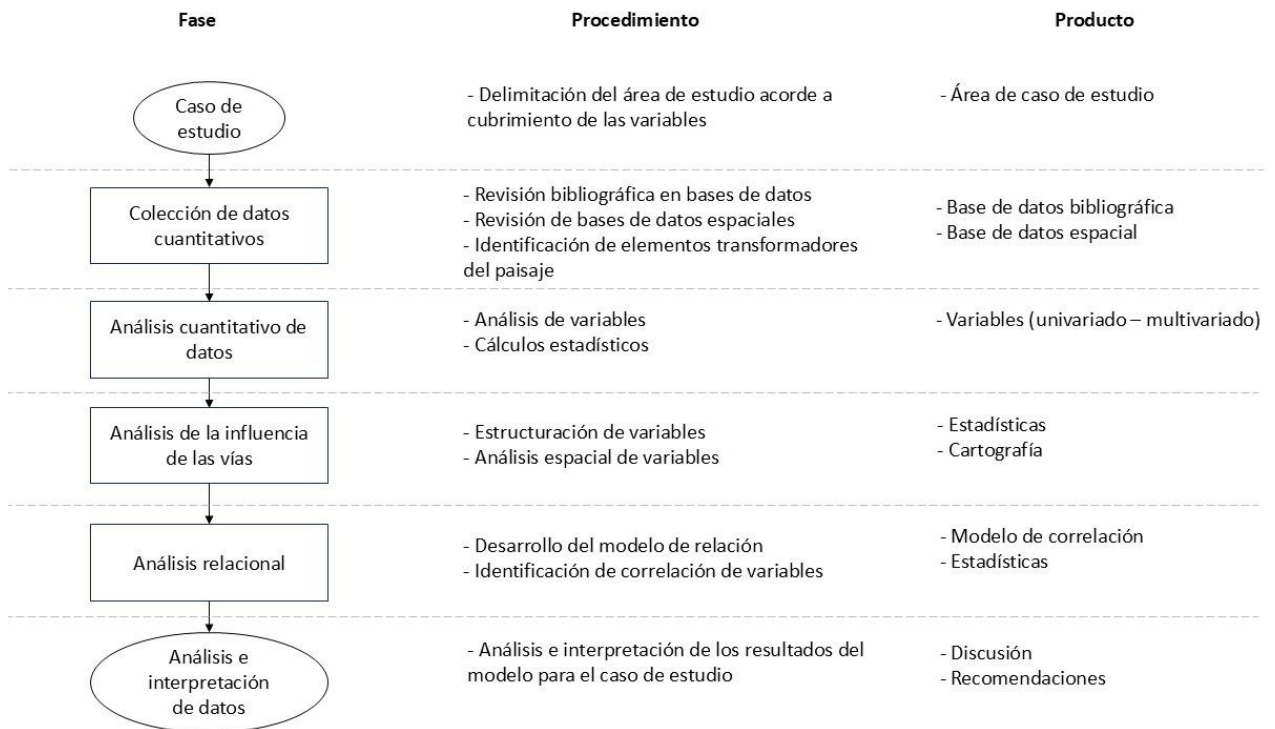 Fase
Procedimiento
Producto
Caso de
estudio
- Delimitación del área de estudio acorde a
cubrimiento de las variables
- Área de caso de estudio
Colección de datos
cuantitativos
- Revisión bibliográfica en bases de datos
- Revisión de bases de datos espaciales
- Identificación de elementos transformadores
del paisaje
- Base de datos bibliográfica
- Base de datos espacial
Análisis cuantitativo de
datos
- Análisis de variables
- Cálculos estadísticos
- Variables (univariado – multivariado)
Análisis de la influencia
de las vías
- Estructuración de variables
- Análisis espacial de variables
- Estadísticas
- Cartografía
Análisis relacional
- Desarrollo del modelo de relación
- Identificación de correlación de variables
- Modelo de correlación
- Estadísticas
Análisis e
interpretación
de datos
- Análisis e interpretación de los resultados del
modelo para el caso de estudio
- Discusión
- Recomendaciones